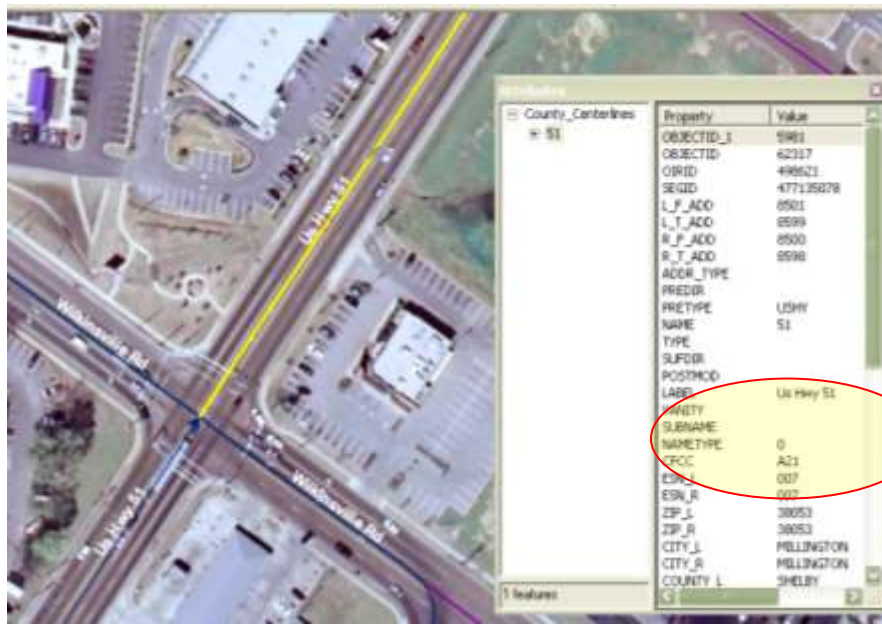 Attributes
County_Centerlines
51
Property Value
OBJECTID_1 5981
OBJECTID 62317
OIRID 498621
SEGID 477135078
L_F_ADD 8501
L_T_ADD 8599
R_F_ADD 8500
R_T_ADD 8598
ADDR_TYPE
PREDIR
PRETYPE USHY
NAME 51
TYPE
SUFDIR
POSTMOD
LABEL Us Hwy 51
VANITY
SUBNAME
NAMETYPE 0
CFCC A21
ESN_L 007
ESN_R 007
ZIP_L 38053
ZIP_R 38053
CITY_L MILLINGTON
CITY_R MILLINGTON
COUNTY_L SHELBY
1 features
Us Hwy 51
Wilkinsville Rd
Wilkinsville Rd
Us Hwy 51